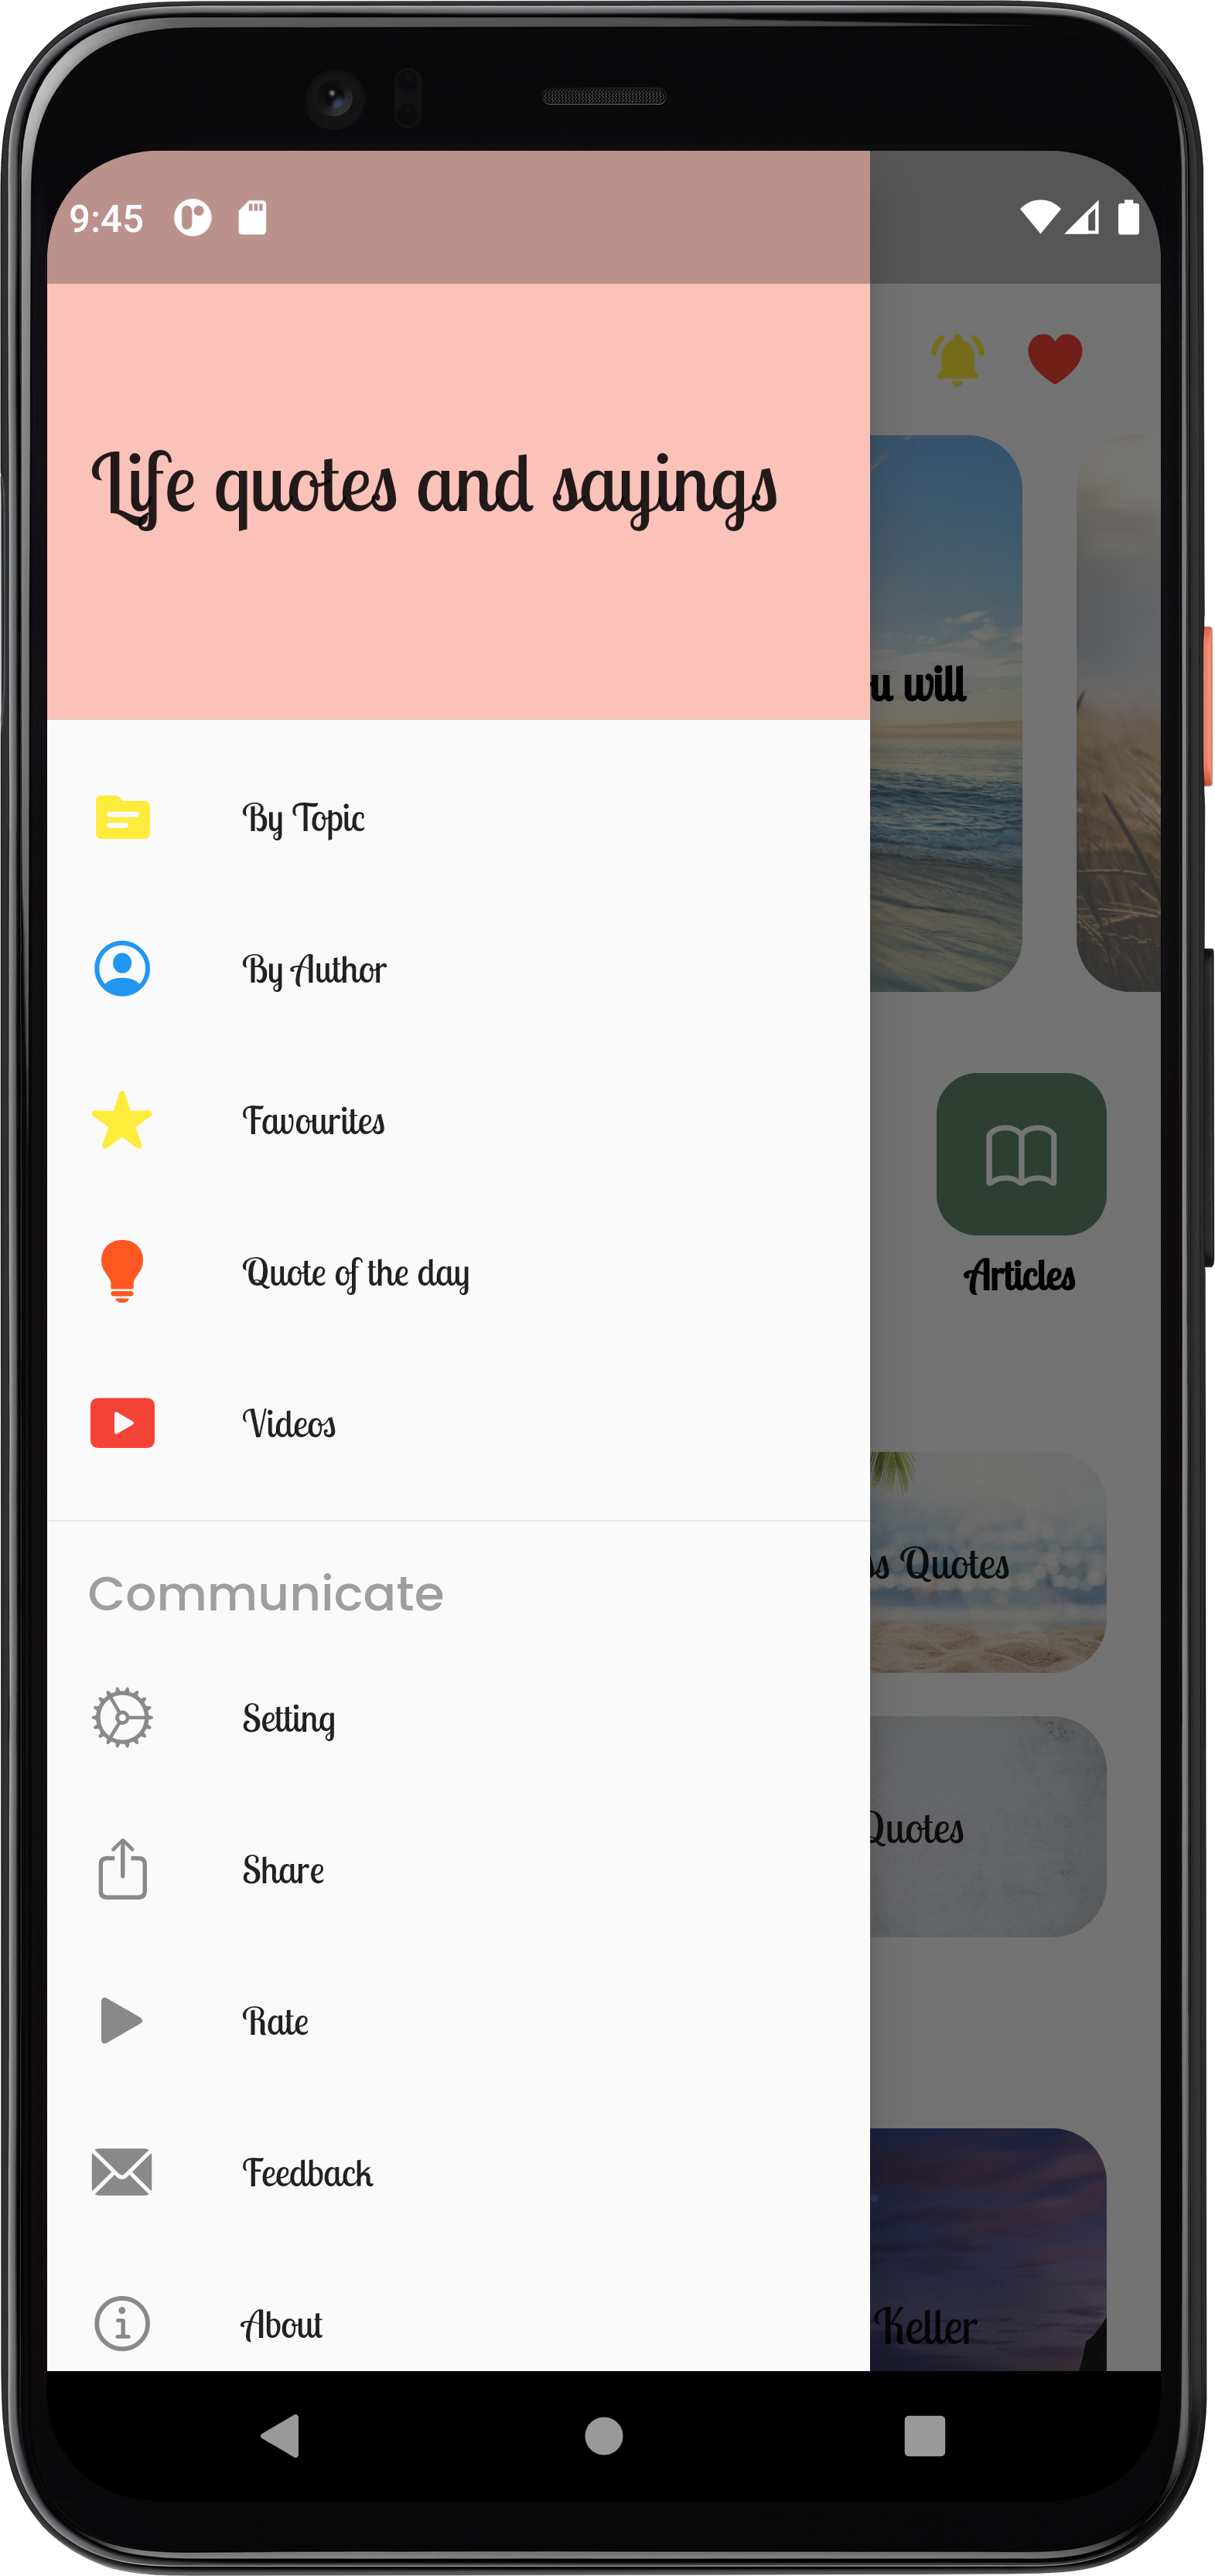 9:45
Life quotes and sayings
u will
By Topic
By Author
Favourites
Articles
Quote of the day
Videos
Quotes
Communicate
Setting
Quotes
Share
Rate
Feedback
Keller
About